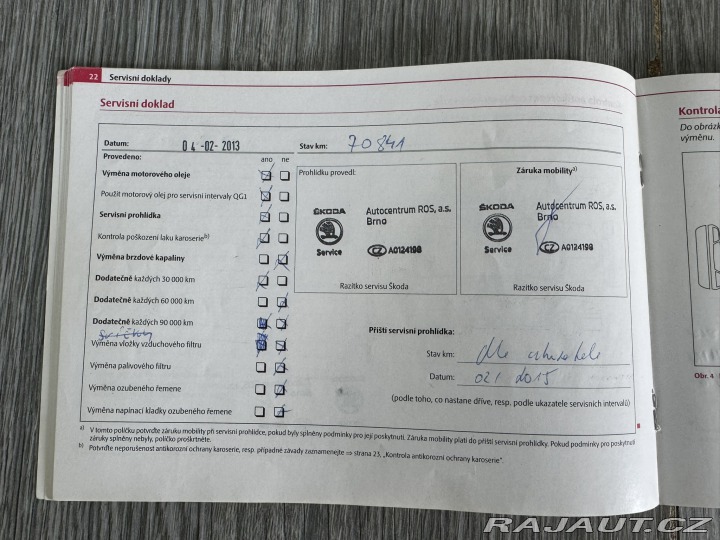 22 Servisní doklady
Servisní doklad
Datum: 04-02-2013 Stav km: 70841
Provedeno: ano ne
Výměna motorového oleje
Použit motorový olej pro servisní intervaly QG1
Servisní prohlídka
Kontrola poškození laku karoserie b)
Výměna brzdové kapaliny
Dodatečně každých 30 000 km
Dodatečně každých 60 000 km
Dodatečně každých 90 000 km
Výměna vložky vzduchového filtru
Výměna palivového filtru
Výměna ozubeného řemene
Výměna napínací kladky ozubeného řemene
Prohlídku provedl:
ŠKODA Autocentrum ROS, a.s.
Brno
Service CZ A0124198
Razítko servisu Škoda
Záruka mobility a)
ŠKODA Autocentrum ROS, a.s.
Brno
Service CZ A0124198
Razítko servisu Škoda
Příští servisní prohlídka:
Stav km: dle ukazatele
Datum: 02/2015
(podle toho, co nastane dříve, resp. podle ukazatele servisních intervalů)
a) V tomto políčku potvrďte záruku mobility při servisní prohlídce, pokud byly splněny podmínky pro její poskytnutí. Záruka mobility platí do příští servisní prohlídky. Pokud podmínky pro poskytnutí
záruky splněny nebyly, políčko proškrtněte.
b) Potvrďte neporušenost antikorozní ochrany karoserie, resp. případné závady zaznamenejte ⇒ strana 23, „Kontrola antikorozní ochrany karoserie“.
Kontrola
Do obrázk
výměnu.
Obr. 4
RAJAUT.CZ